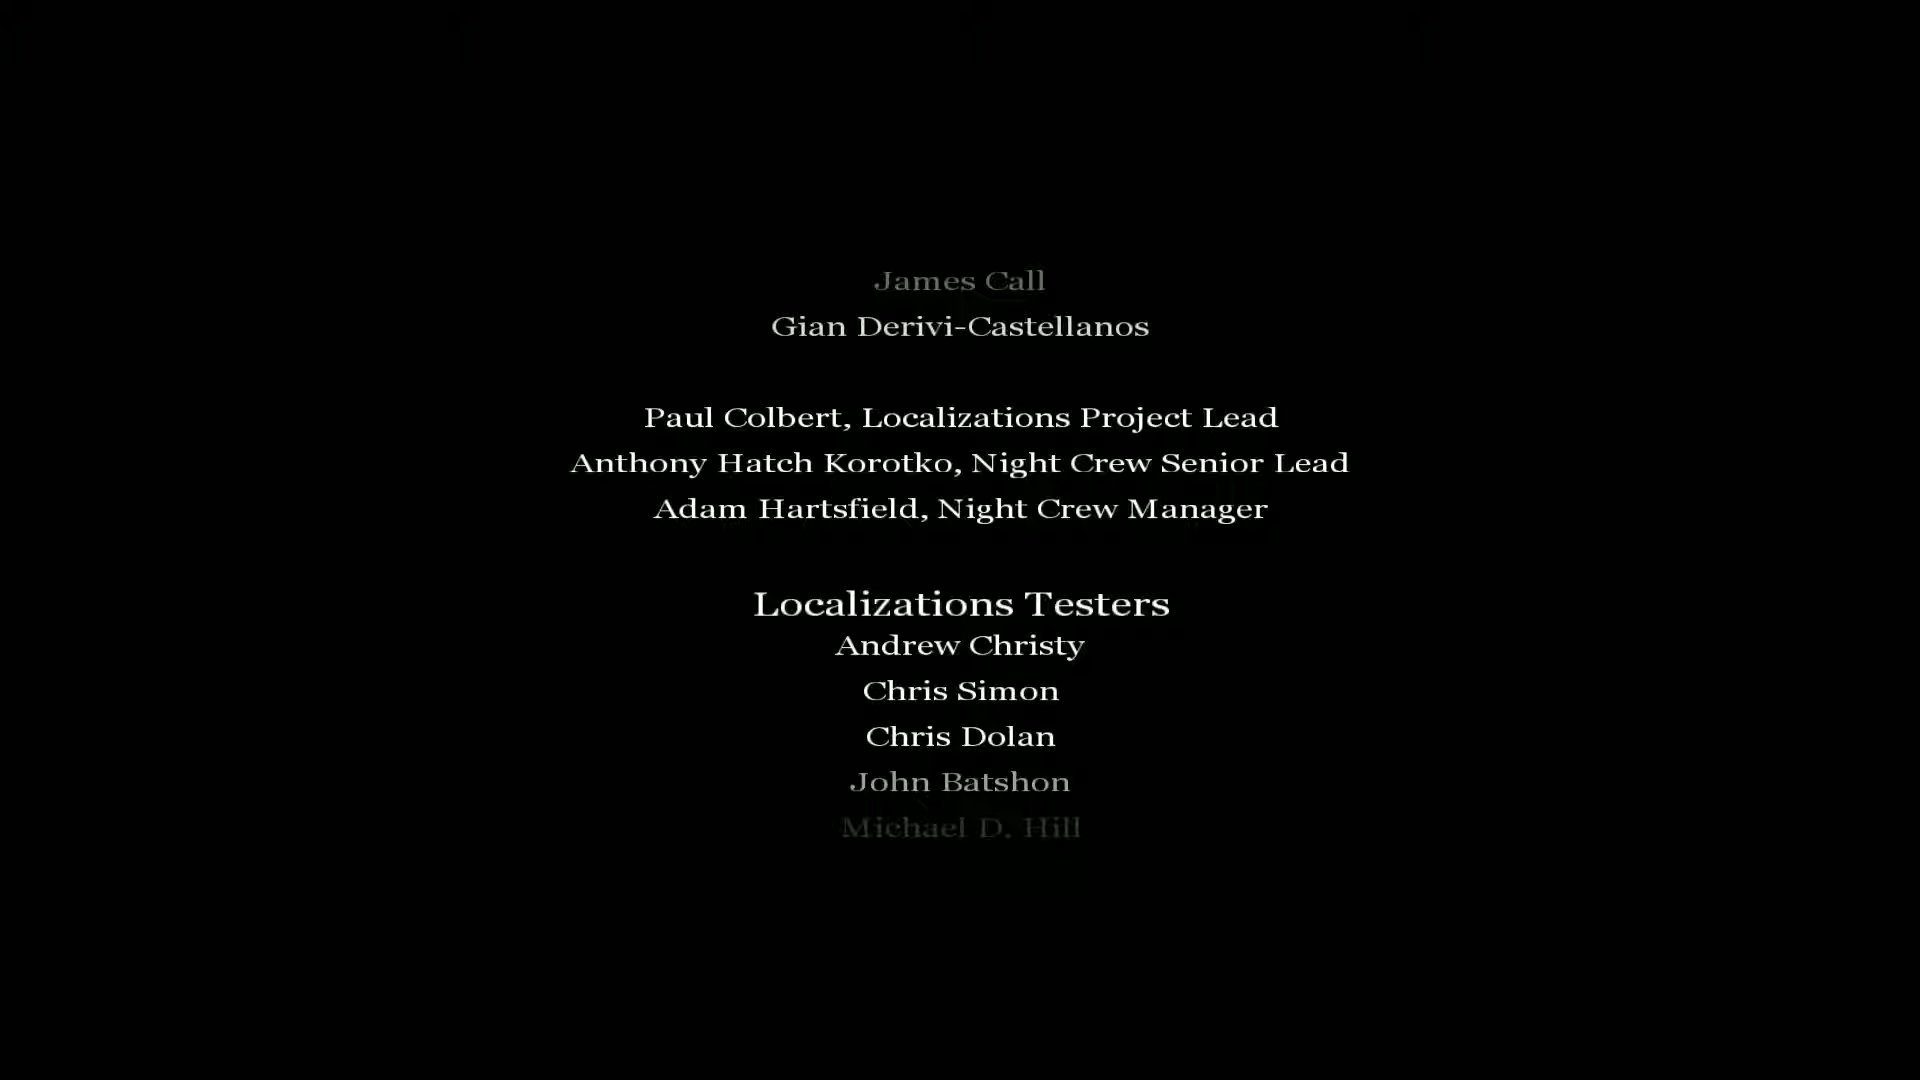 James Call
Gian Derivi-Castellanos
Paul Colbert, Localizations Project Lead
Anthony Hatch Korotko, Night Crew Senior Lead
Adam Hartsfield, Night Crew Manager
Localizations Testers
Andrew Christy
Chris Simon
Chris Dolan
John Batshon
Michael D. Hill